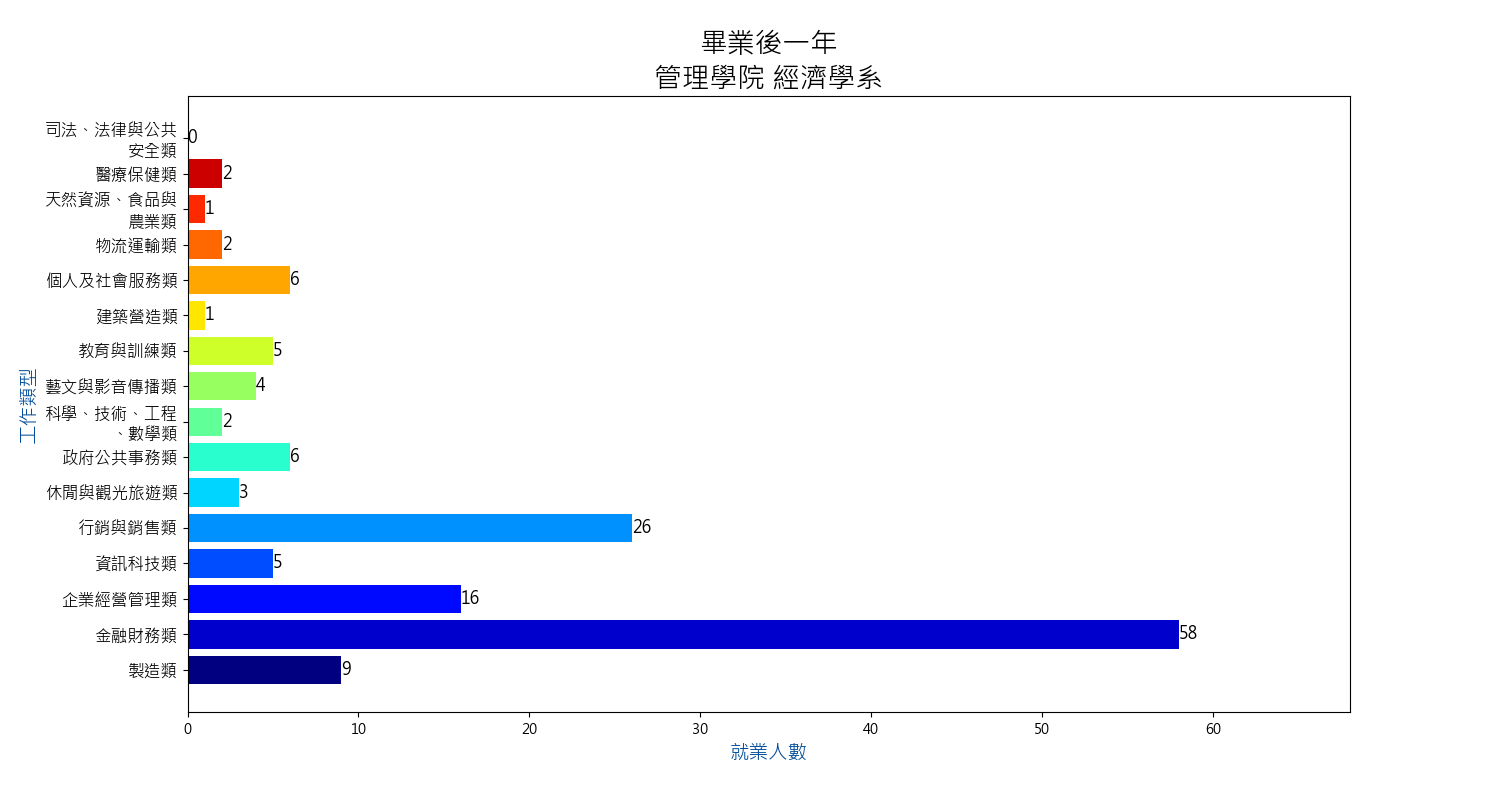 畢業後一年
管理學院 經濟學系
司法、法律與公共
安全類
0
醫療保健類
2
天然資源、食品與
農業類
1
物流運輸類
2
個人及社會服務類
6
建築營造類
1
教育與訓練類
5
藝文與影音傳播類
4
科學、技術、工程
、數學類
2
政府公共事務類
6
休閒與觀光旅遊類
3
行銷與銷售類
26
資訊科技類
5
企業經營管理類
16
金融財務類
58
製造類
9
工作類型
0 10 20 30 40 50 60
就業人數